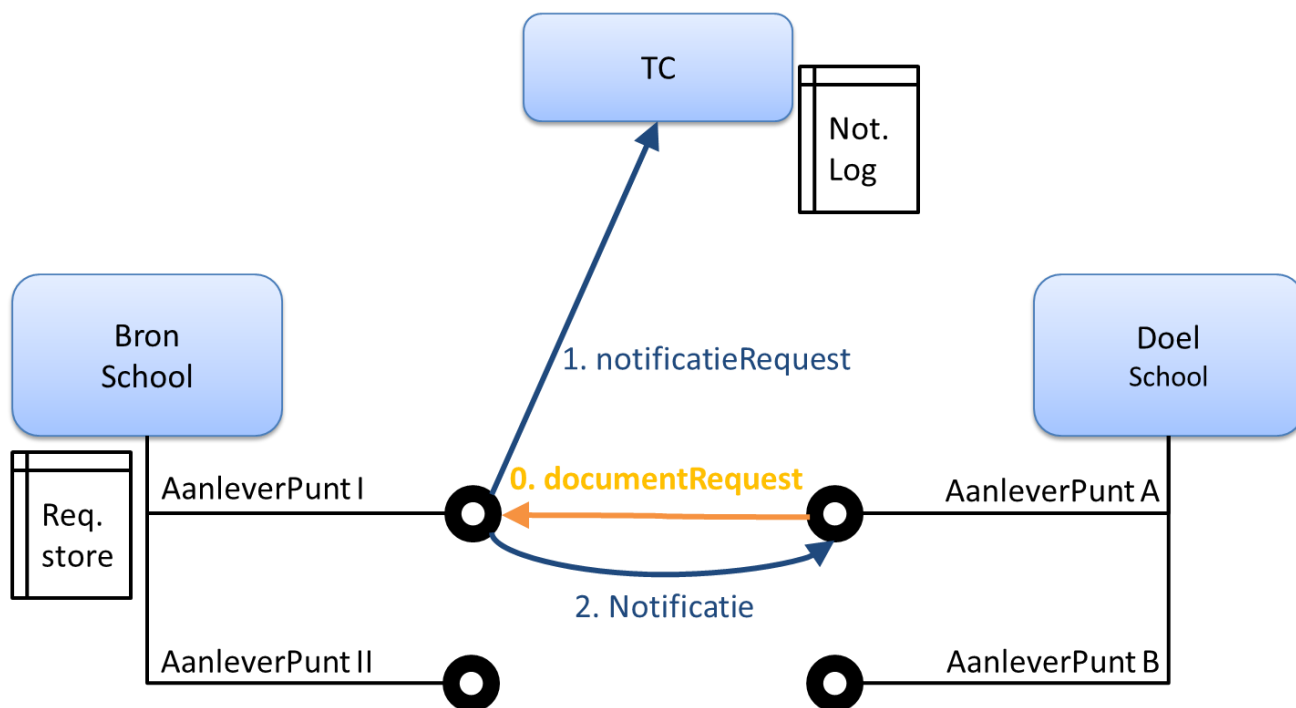 TC
Not.
Log
Bron
School
Doel
School
1. notificatieRequest
0. documentRequest
AanleverPunt I
AanleverPunt A
Req.
store
2. Notificatie
AanleverPunt II
AanleverPunt B